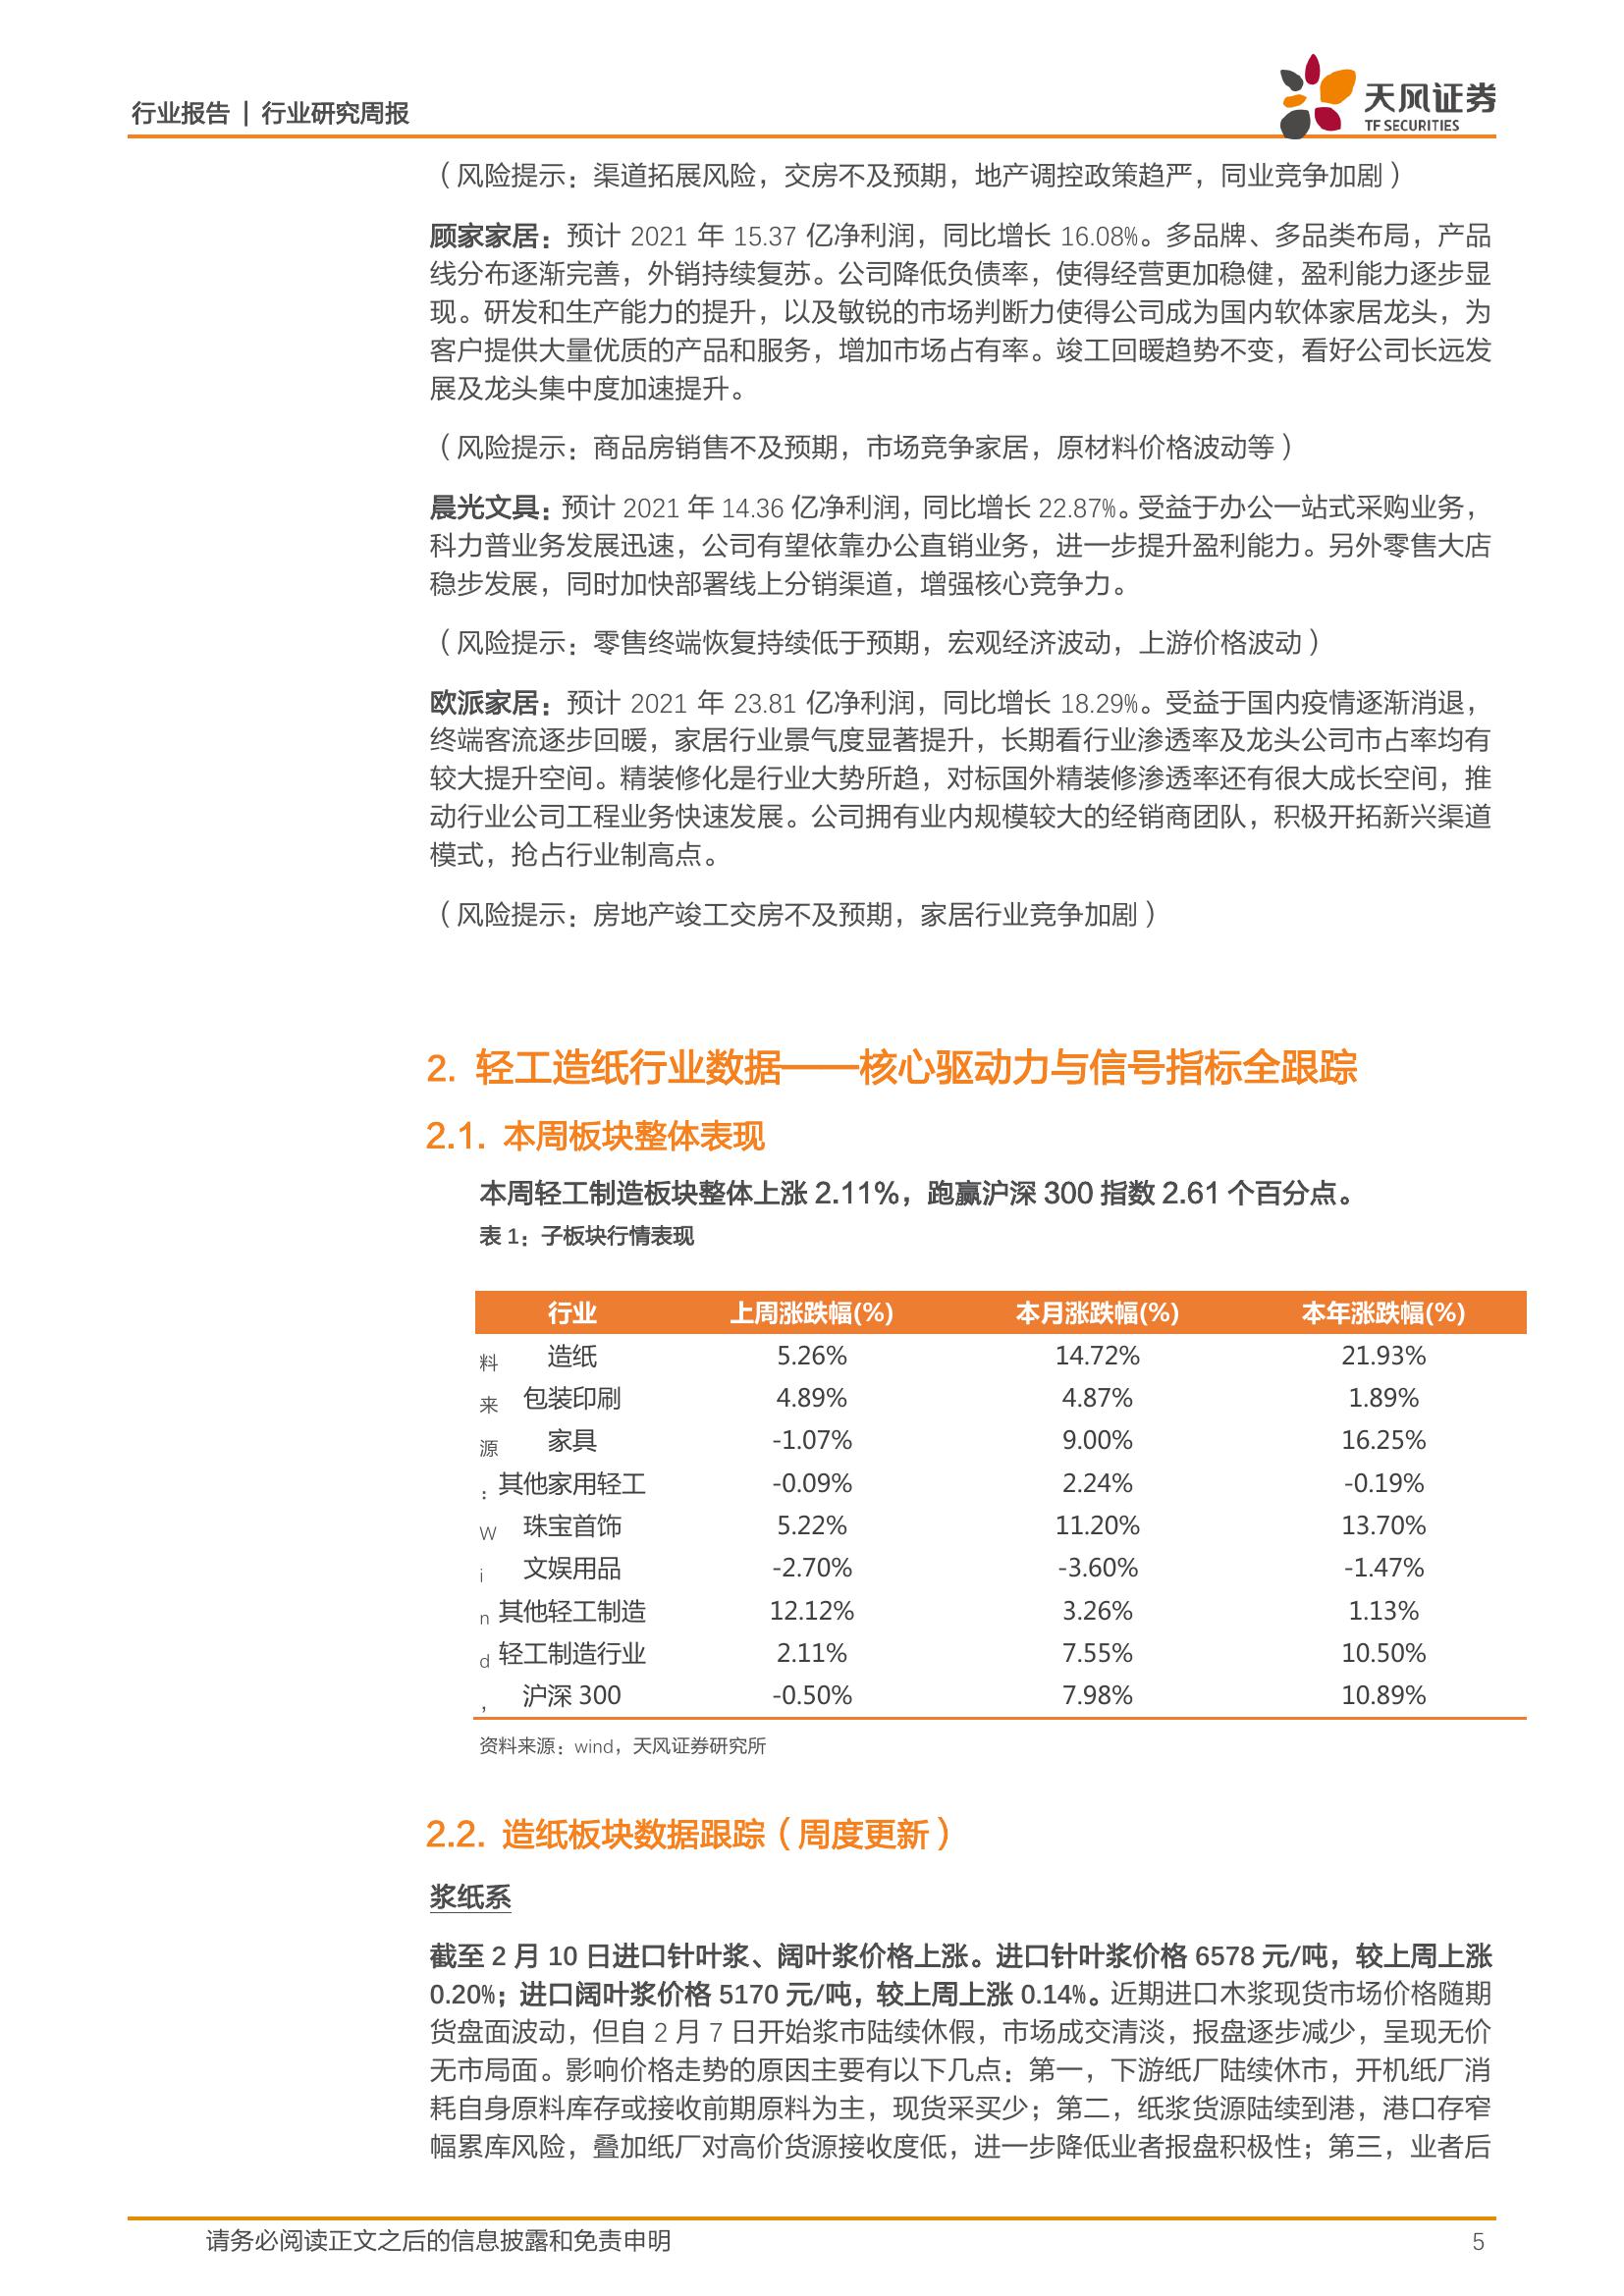 行业报告 | 行业研究周报
天风证券
TF SECURITIES
（风险提示：渠道拓展风险，交房不及预期，地产调控政策趋严，同业竞争加剧）
顾家家居：预计 2021 年 15.37 亿净利润，同比增长 16.08%。多品牌、多品类布局，产品
线分布逐渐完善，外销持续复苏。公司降低负债率，使得经营更加稳健，盈利能力逐步显
现。研发和生产能力的提升，以及敏锐的市场判断力使得公司成为国内软体家居龙头，为
客户提供大量优质的产品和服务，增加市场占有率。竣工回暖趋势不变，看好公司长远发
展及龙头集中度加速提升。
（风险提示：商品房销售不及预期，市场竞争家居，原材料价格波动等）
晨光文具：预计 2021 年 14.36 亿净利润，同比增长 22.87%。受益于办公一站式采购业务，
科力普业务发展迅速，公司有望依靠办公直销业务，进一步提升盈利能力。另外零售大店
稳步发展，同时加快部署线上分销渠道，增强核心竞争力。
（风险提示：零售终端恢复持续低于预期，宏观经济波动，上游价格波动）
欧派家居：预计 2021 年 23.81 亿净利润，同比增长 18.29%。受益于国内疫情逐渐消退，
终端客流逐步回暖，家居行业景气度显著提升，长期看行业渗透率及龙头公司市占率均有
较大提升空间。精装修化是行业大势所趋，对标国外精装修渗透率还有很大成长空间，推
动行业公司工程业务快速发展。公司拥有业内规模较大的经销商团队，积极开拓新兴渠道
模式，抢占行业制高点。
（风险提示：房地产竣工交房不及预期，家居行业竞争加剧）
2. 轻工造纸行业数据——核心驱动力与信号指标全跟踪
2.1. 本周板块整体表现
本周轻工制造板块整体上涨 2.11%，跑赢沪深 300 指数 2.61 个百分点。
表 1：子板块行情表现
行业 上周涨跌幅(%) 本月涨跌幅(%) 本年涨跌幅(%)
料 造纸 5.26% 14.72% 21.93%
来 包装印刷 4.89% 4.87% 1.89%
源 家具 -1.07% 9.00% 16.25%
： 其他家用轻工 -0.09% 2.24% -0.19%
W 珠宝首饰 5.22% 11.20% 13.70%
i 文娱用品 -2.70% -3.60% -1.47%
n 其他轻工制造 12.12% 3.26% 1.13%
d 轻工制造行业 2.11% 7.55% 10.50%
， 沪深 300 -0.50% 7.98% 10.89%
资料来源：wind，天风证券研究所
2.2. 造纸板块数据跟踪（周度更新）
浆纸系
截至 2 月 10 日进口针叶浆、阔叶浆价格上涨。进口针叶浆价格 6578 元/吨，较上周上涨
0.20%；进口阔叶浆价格 5170 元/吨，较上周上涨 0.14%。近期进口木浆现货市场价格随期
货盘面波动，但自 2 月 7 日开始浆市陆续休假，市场成交清淡，报盘逐步减少，呈现无价
无市局面。影响价格走势的原因主要有以下几点：第一，下游纸厂陆续休市，开机纸厂消
耗自身原料库存或接收前期原料为主，现货采买少；第二，纸浆货源陆续到港，港口存窄
幅累库风险，叠加纸厂对高价货源接收度低，进一步降低业者报盘积极性；第三，业者后
请务必阅读正文之后的信息披露和免责申明 5